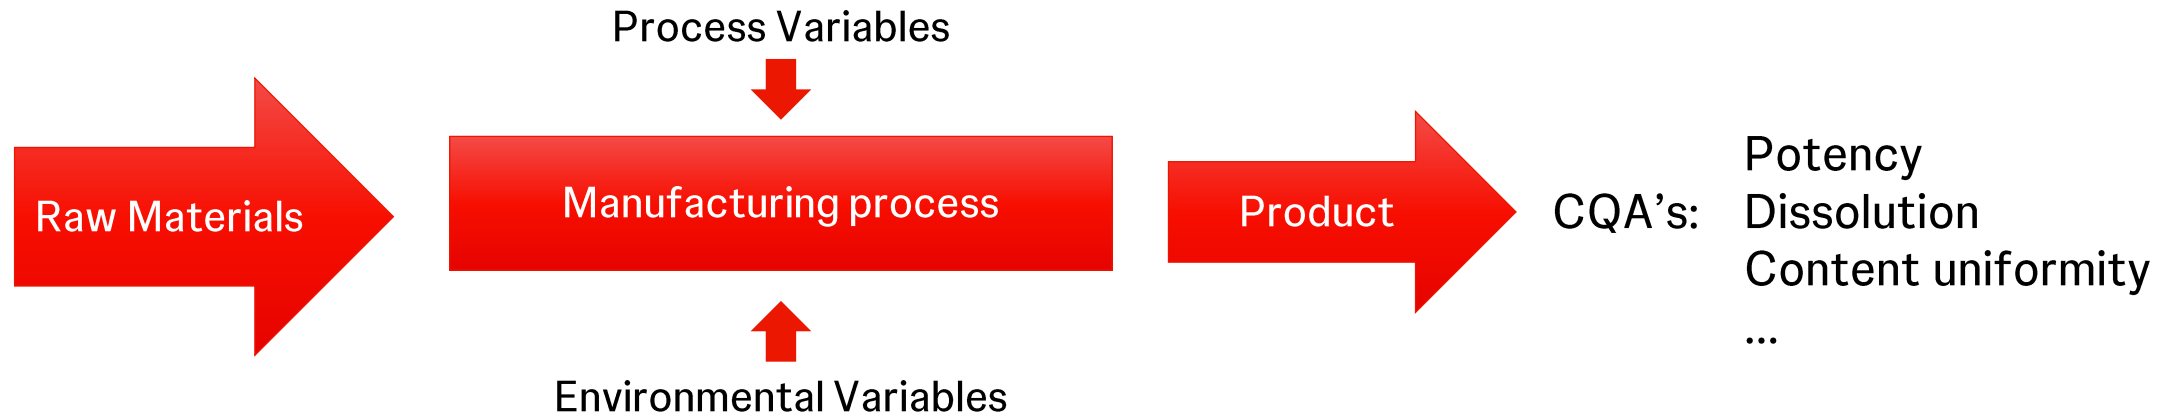 Process Variables
Raw Materials
Manufacturing process
Environmental Variables
Product
CQA’s:
Potency
Dissolution
Content uniformity
...